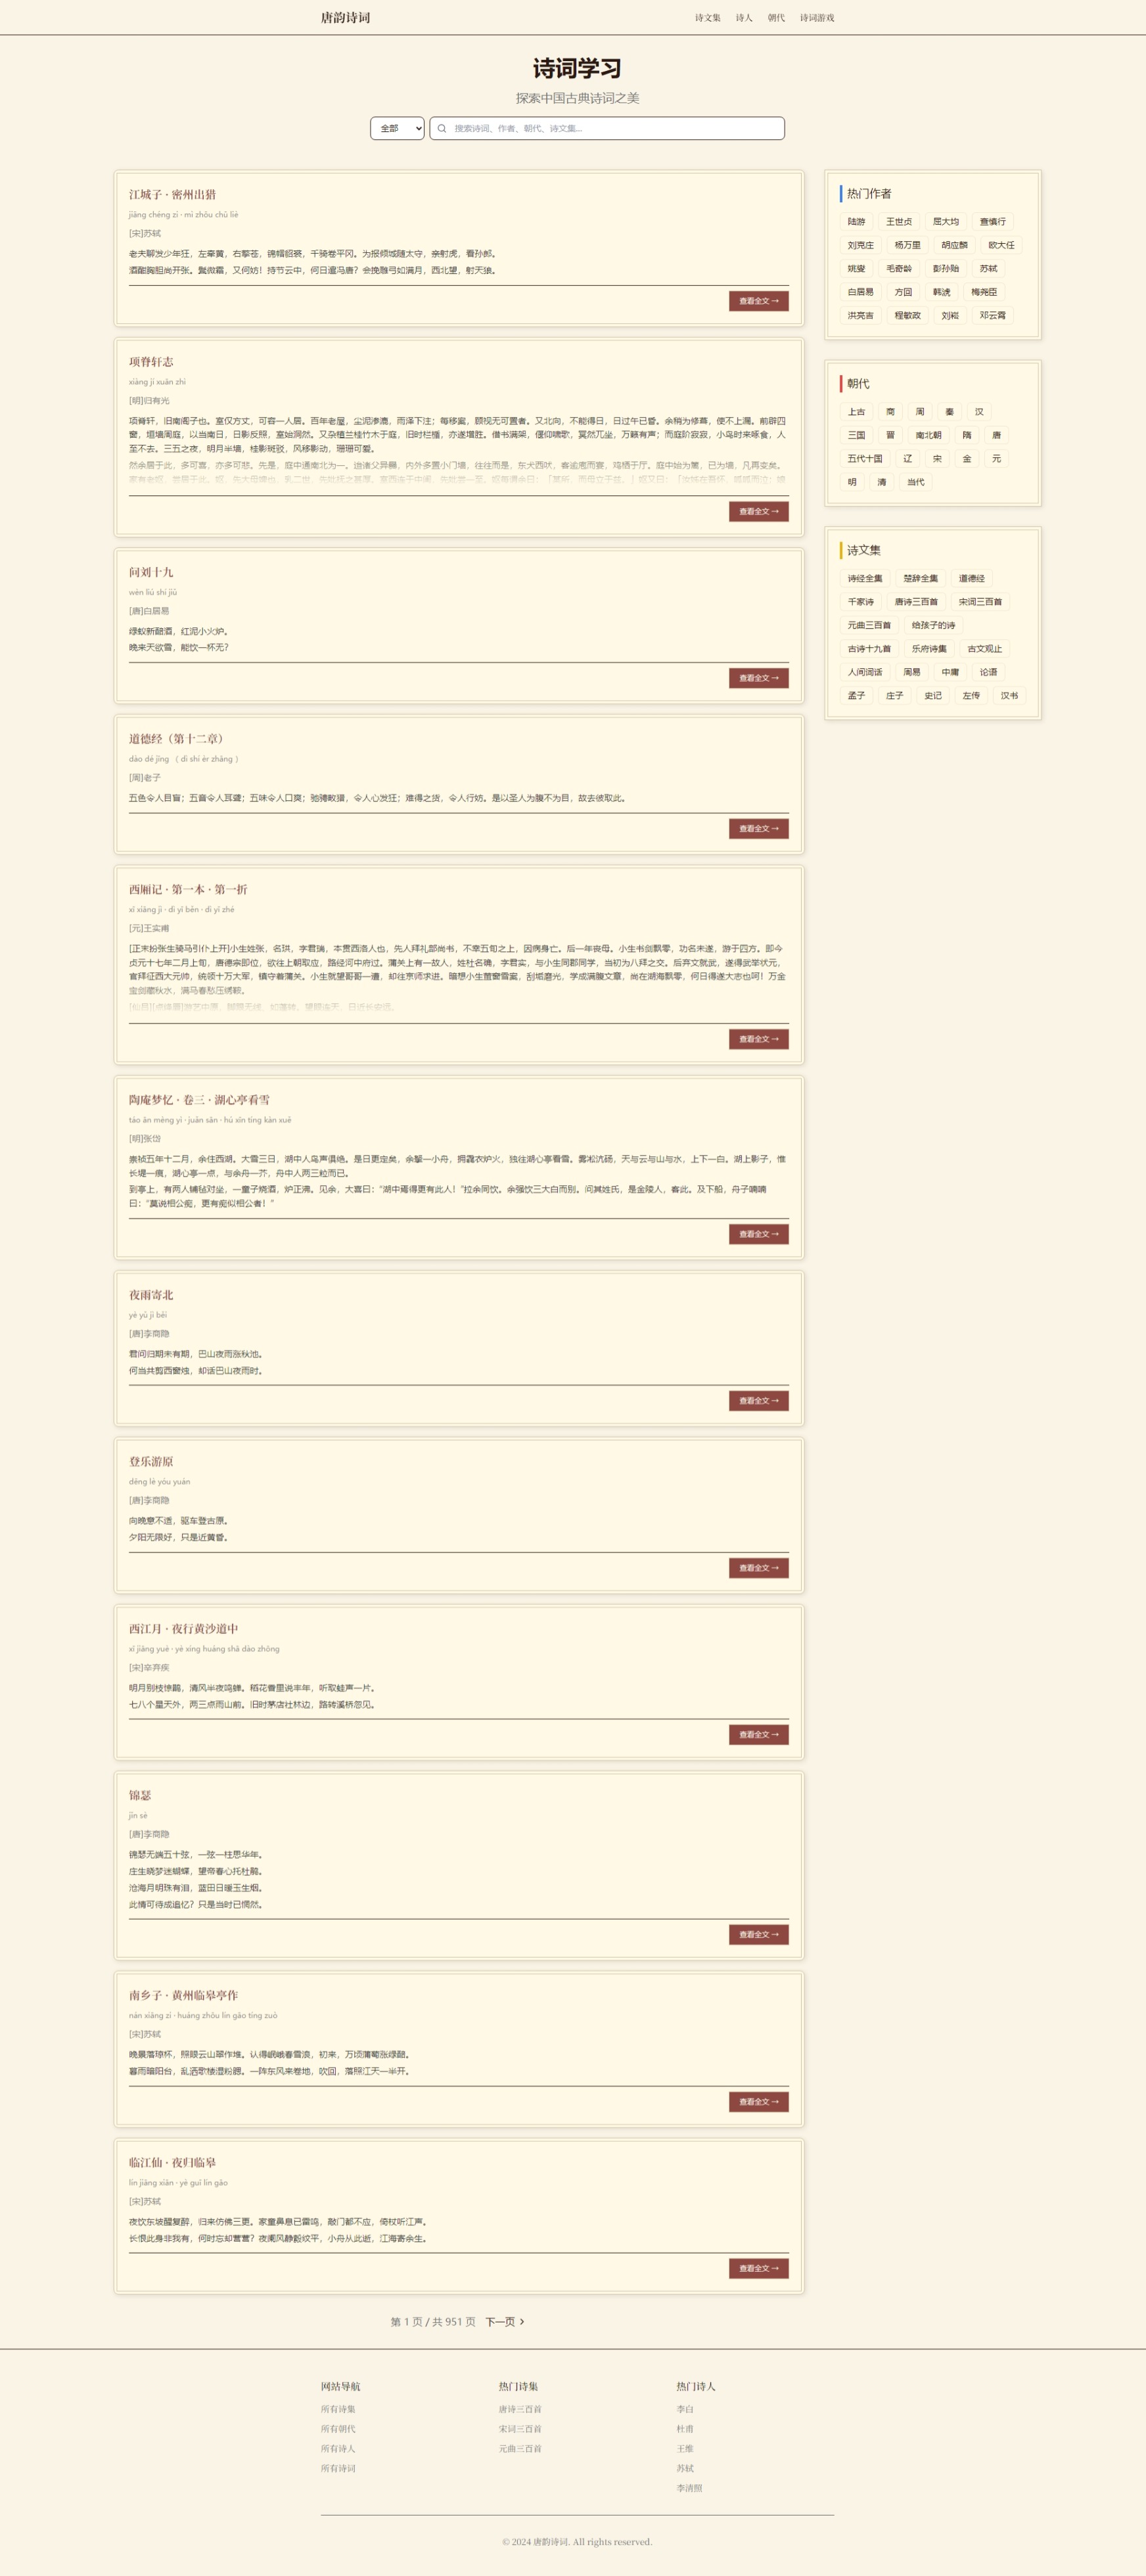 唐韵诗词
诗文集 诗人 朝代 诗词游戏
诗词学习
探索中国古典诗词之美
全部
搜索诗词、作者、朝代、诗文集...
江城子 · 密州出猎
jiāng chéng zǐ · mì zhōu chū liè
[宋]苏轼
老夫聊发少年狂，左牵黄，右擎苍，锦帽貂裘，千骑卷平冈。为报倾城随太守，亲射虎，看孙郎。
酒酣胸胆尚开张。鬓微霜，又何妨！持节云中，何日遣冯唐？会挽雕弓如满月，西北望，射天狼。
查看全文 →
项脊轩志
xiàng jǐ xuān zhì
[明]归有光
项脊轩，旧南阁子也。室仅方丈，可容一人居。百年老屋，尘泥渗漉，雨泽下注；每移案，顾视无可置者。又北向，不能得日，日过午已昏。余稍为修葺，使不上漏。前辟四
窗，垣墙周庭，以当南日，日影反照，室始洞然。又杂植兰桂竹木于庭，旧时栏楯，亦遂增胜。借书满架，偃仰啸歌，冥然兀坐，万籁有声；而庭阶寂寂，小鸟时来啄食，人
至不去。三五之夜，明月半墙，桂影斑驳，风移影动，珊珊可爱。
然余居于此，多可喜，亦多可悲。先是，庭中通南北为一。迨诸父异爨，内外多置小门墙，往往而是，东犬西吠，客逾庖而宴，鸡栖于厅。庭中始为篱，已为墙，凡再变矣。
查看全文 →
问刘十九
wèn liú shí jiǔ
[唐]白居易
绿蚁新醅酒，红泥小火炉。
晚来天欲雪，能饮一杯无？
查看全文 →
道德经（第十二章）
dào dé jīng （ dì shí èr zhāng ）
[周]老子
五色令人目盲；五音令人耳聋；五味令人口爽；驰骋畋猎，令人心发狂；难得之货，令人行妨。是以圣人为腹不为目，故去彼取此。
查看全文 →
西厢记 · 第一本 · 第一折
xī xiāng jì · dì yī běn · dì yī zhé
[元]王实甫
[正末扮张生骑马引仆上开]小生姓张，名珙，字君瑞，本贯西洛人也，先人拜礼部尚书，不幸五旬之上，因病身亡。后一年丧母。小生书剑飘零，功名未遂，游于四方。即今
贞元十七年二月上旬，唐德宗即位，欲往上朝取应，路经河中府过。蒲关上有一故人，姓杜名确，字君实，与小生同郡同学，当初为八拜之交。后弃文就武，遂得武举状元，
官拜征西大元帅，统领十万大军，镇守着蒲关。小生就望哥哥一遭，却往京师求进。暗想小生萤窗雪案，刮垢磨光，学成满腹文章，尚在湖海飘零，何日得遂大志也呵！万金
宝剑藏秋水，满马春愁压绣鞍。
[仙吕][点绛唇]游艺中原，脚跟无线、如蓬转。望眼连天，日近长安远。
查看全文 →
陶庵梦忆 · 卷三 · 湖心亭看雪
táo ān mèng yì · juǎn sān · hú xīn tíng kàn xuě
[明]张岱
崇祯五年十二月，余住西湖。大雪三日，湖中人鸟声俱绝。是日更定矣，余拏一小舟，拥毳衣炉火，独往湖心亭看雪。雾凇沆砀，天与云与山与水，上下一白。湖上影子，惟
长堤一痕，湖心亭一点，与余舟一芥，舟中人两三粒而已。
到亭上，有两人铺毡对坐，一童子烧酒，炉正沸。见余，大喜曰：“湖中焉得更有此人！”拉余同饮。余强饮三大白而别。问其姓氏，是金陵人，客此。及下船，舟子喃喃
曰：“莫说相公痴，更有痴似相公者！”
查看全文 →
夜雨寄北
yè yǔ jì běi
[唐]李商隐
君问归期未有期，巴山夜雨涨秋池。
何当共剪西窗烛，却话巴山夜雨时。
查看全文 →
登乐游原
dēng lè yóu yuán
[唐]李商隐
向晚意不适，驱车登古原。
夕阳无限好，只是近黄昏。
查看全文 →
西江月 · 夜行黄沙道中
xī jiāng yuè · yè xíng huáng shā dào zhōng
[宋]辛弃疾
明月别枝惊鹊，清风半夜鸣蝉。稻花香里说丰年，听取蛙声一片。
七八个星天外，两三点雨山前。旧时茅店社林边，路转溪桥忽见。
查看全文 →
锦瑟
jǐn sè
[唐]李商隐
锦瑟无端五十弦，一弦一柱思华年。
庄生晓梦迷蝴蝶，望帝春心托杜鹃。
沧海月明珠有泪，蓝田日暖玉生烟。
此情可待成追忆？只是当时已惘然。
查看全文 →
南乡子 · 黄州临皋亭作
nán xiāng zǐ · huáng zhōu lín gāo tíng zuò
[宋]苏轼
晚景落琼杯，照眼云山翠作堆。认得岷峨春雪浪，初来，万顷蒲萄涨绿醅。
暮雨暗阳台，乱洒歌楼湿粉腮。一阵东风来卷地，吹回，落照江天一半开。
查看全文 →
临江仙 · 夜归临皋
lín jiāng xiān · yè guī lín gāo
[宋]苏轼
夜饮东坡醒复醉，归来仿佛三更。家童鼻息已雷鸣，敲门都不应，倚杖听江声。
长恨此身非我有，何时忘却营营？夜阑风静縠纹平，小舟从此逝，江海寄余生。
查看全文 →
第 1 页 / 共 951 页 下一页
热门作者
陆游 王世贞 屈大均 查慎行
刘克庄 杨万里 胡应麟 欧大任
姚燮 毛奇龄 彭孙贻 苏轼
白居易 方回 韩淲 梅尧臣
洪亮吉 程敏政 刘崧 邓云霄
朝代
上古 商 周 秦 汉
三国 晋 南北朝 隋 唐
五代十国 辽 宋 金 元
明 清 当代
诗文集
诗经全集 楚辞全集 道德经
千家诗 唐诗三百首 宋词三百首
元曲三百首 给孩子的诗
古诗十九首 乐府诗集 古文观止
人间词话 周易 中庸 论语
孟子 庄子 史记 左传 汉书
网站导航
所有诗集
所有朝代
所有诗人
所有诗词
热门诗集
唐诗三百首
宋词三百首
元曲三百首
热门诗人
李白
杜甫
王维
苏轼
李清照
© 2024 唐韵诗词. All rights reserved.